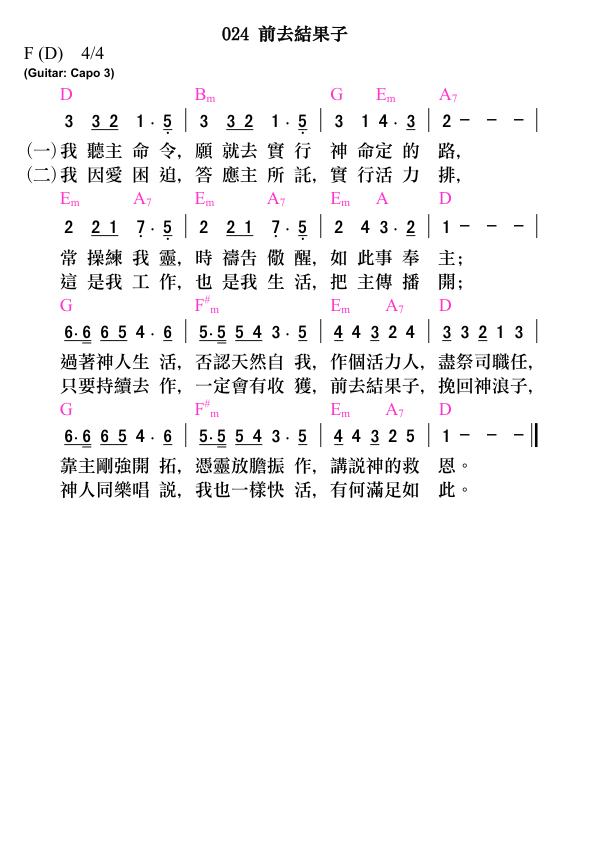 024 前去結果子
F (D) 4/4
(Guitar: Capo 3)
D Bm G Em A7
3 3 2 1 . 5 | 3 3 2 1 . 5 | 3 1 4 . 3 | 2 − − − |
(一)我 聽主 命 令, 願 就去 實 行 神 命定 的 路,
(二)我 因愛 困 迫, 答 應主 所 託, 實 行活 力 排,
Em A7 Em A7 Em A D
2 2 1 7 . 5 | 2 2 1 7 . 5 | 2 4 3 . 2 | 1 − − − |
常 操練 我 靈, 時 禱告 儆 醒, 如 此事 奉 主;
這 是我 工 作, 也 是我 生 活, 把 主傳 播 開;
G F#m Em A7 D
6. 6 6 5 4 . 6 | 5. 5 5 4 3 . 5 | 4 4 3 2 4 | 3 3 2 1 3 |
過著神人生 活, 否認天然自 我, 作個活力人, 盡祭司職任,
只要持續去 作, 一定會有收 獲, 前去結果子, 挽回神浪子,
G F#m Em A7 D
6. 6 6 5 4 . 6 | 5. 5 5 4 3 . 5 | 4 4 3 2 5 | 1 − − − ‖
靠主剛強開 拓, 憑靈放膽振 作, 講説神的救 恩。
神人同樂唱 説, 我也一樣快 活, 有何滿足如 此。